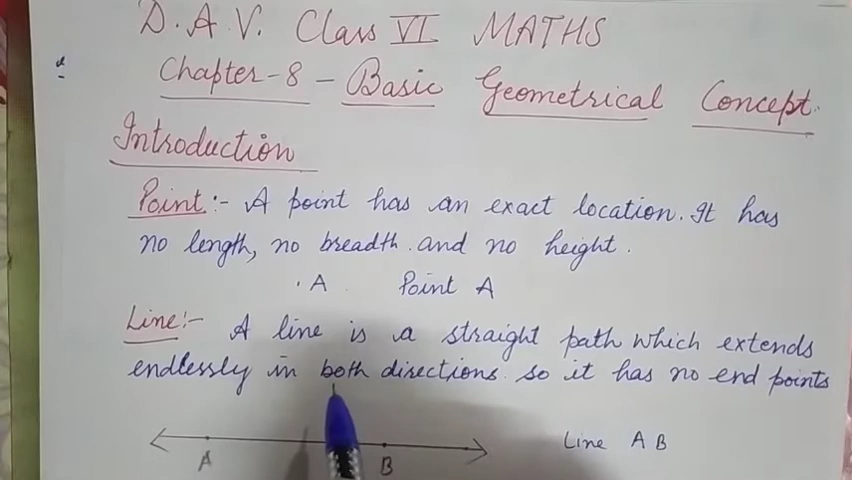 D. A. V. Class VI MATHS
Chapter-8 - Basic Geometrical Concept.
Introduction
Point:- A point has an exact location. It has
no length, no breadth. and no height.
. A Point A
Line:- A line is a straight path which extends
endlessly in both directions. so it has no end points
A B Line AB